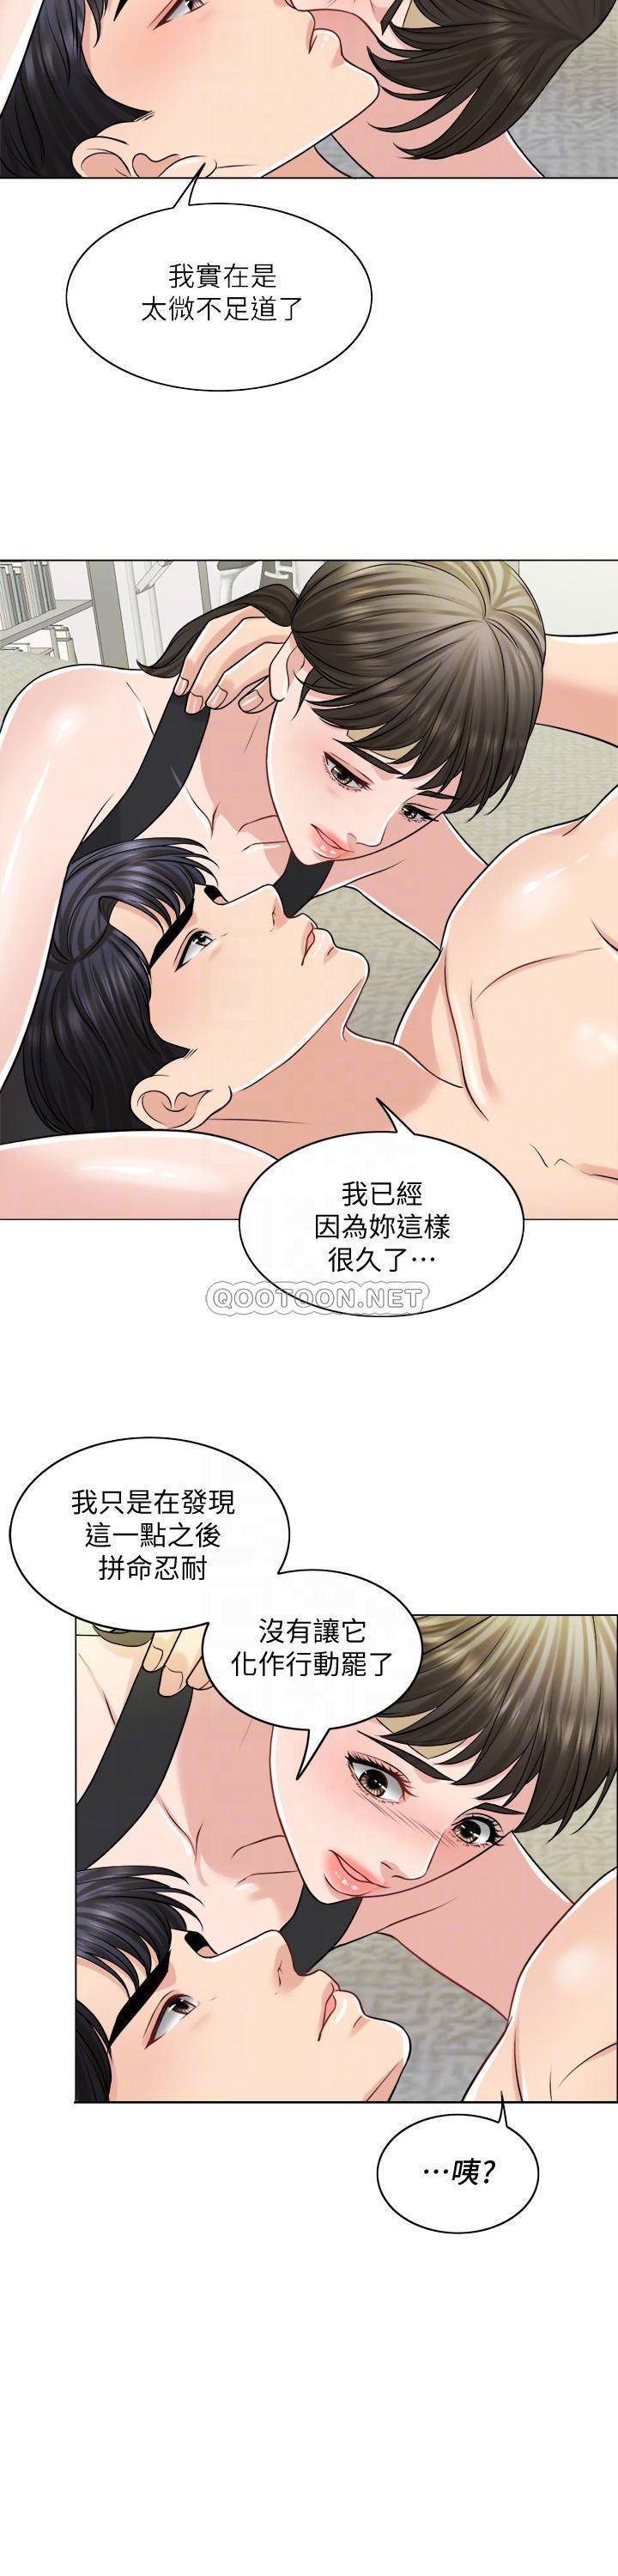 我實在是
太微不足道了
我已經
因為妳這樣
很久了…
QOOTOON.NET
我只是在發現
這一點之後
拼命忍耐
沒有讓它
化作行動罷了
…咦?